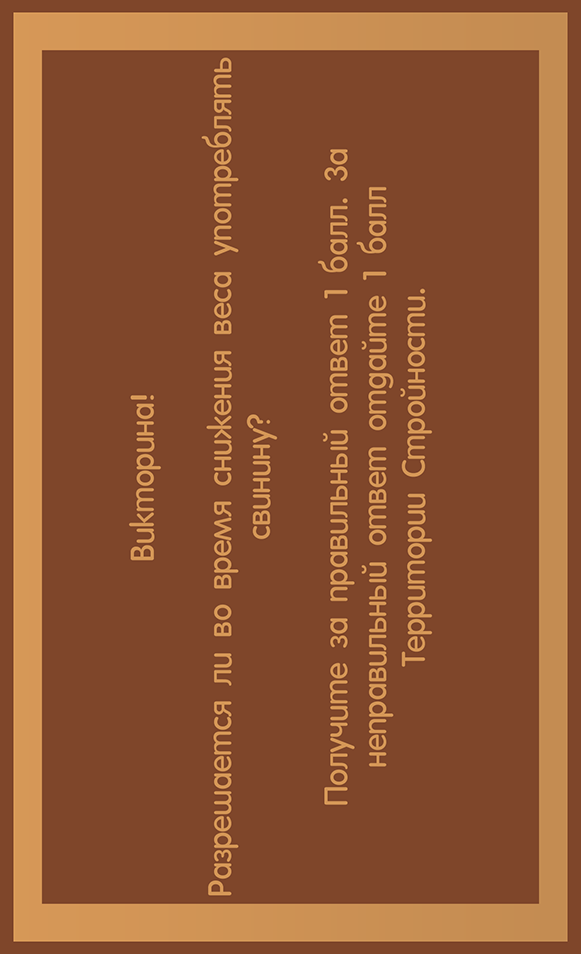 Викторина!
Разрешается ли во время снижения веса употреблять
свинину?
Получите за правильный ответ 1 балл. За
неправильный ответ отдайте 1 балл
Территории Стройности.